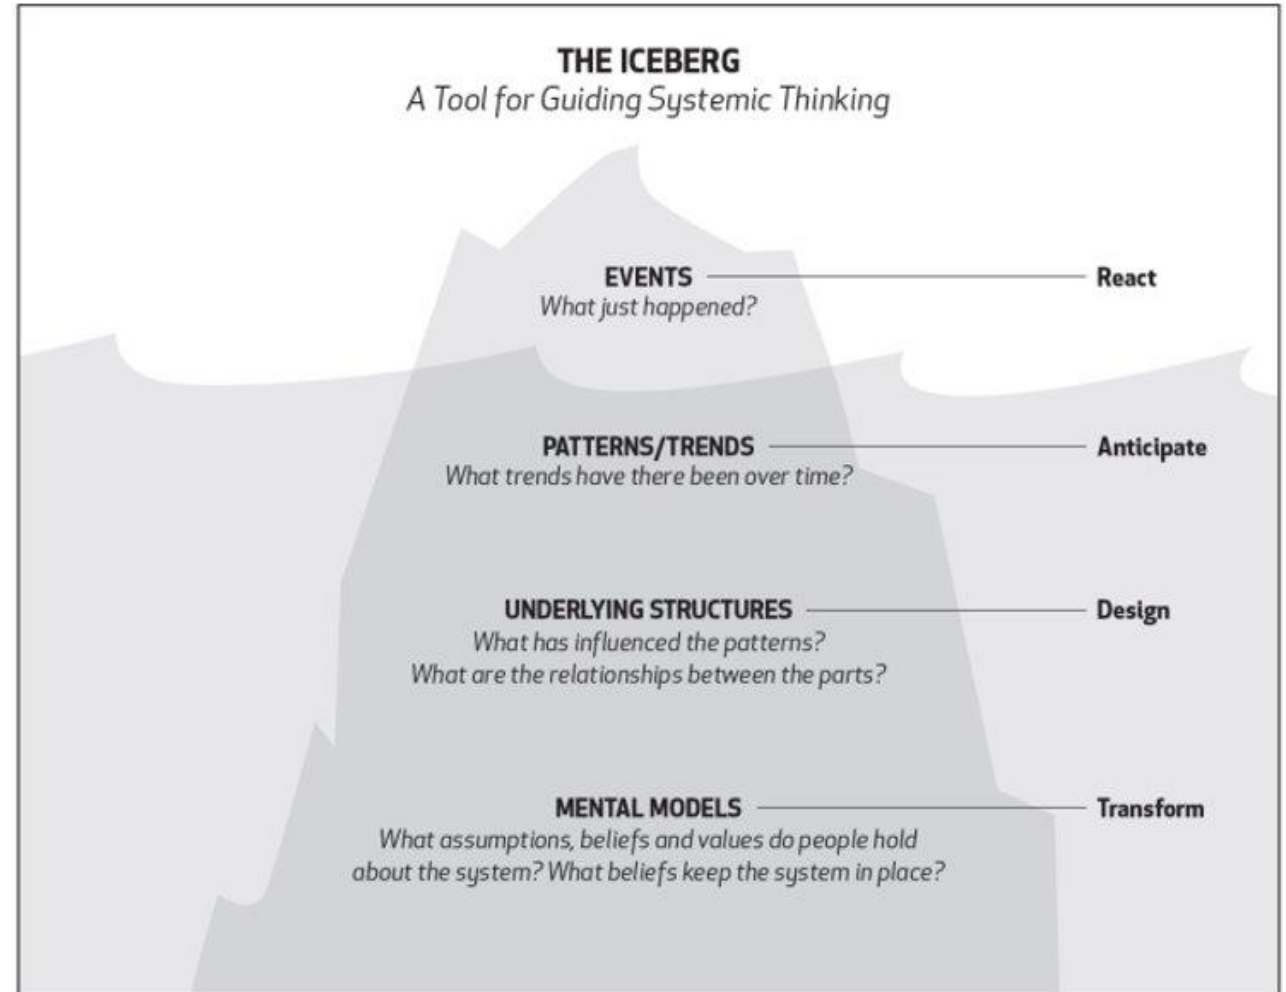 THE ICEBERG
A Tool for Guiding Systemic Thinking
EVENTS
React
What just happened?
PATTERNS/TRENDS
Anticipate
What trends have there been over time?
UNDERLYING STRUCTURES
Design
What has influenced the patterns?
What are the relationships between the parts?
MENTAL MODELS
Transform
What assumptions, beliefs and values do people hold
about the system? What beliefs keep the system in place?